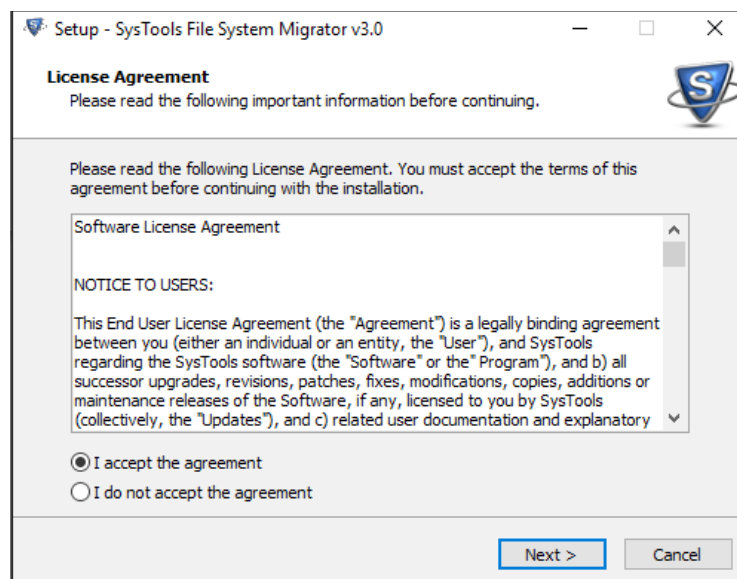 Setup - SysTools File System Migrator v3.0
License Agreement
Please read the following important information before continuing.
S
Please read the following License Agreement. You must accept the terms of this
agreement before continuing with the installation.
Software License Agreement
NOTICE TO USERS:
This End User License Agreement (the "Agreement") is a legally binding agreement
between you (either an individual or an entity, the "User"), and SysTools
regarding the SysTools software (the "Software" or the" Program"), and b) all
successor upgrades, revisions, patches, fixes, modifications, copies, additions or
maintenance releases of the Software, if any, licensed to you by SysTools
(collectively, the "Updates"), and c) related user documentation and explanatory
I accept the agreement
I do not accept the agreement
Next >
Cancel